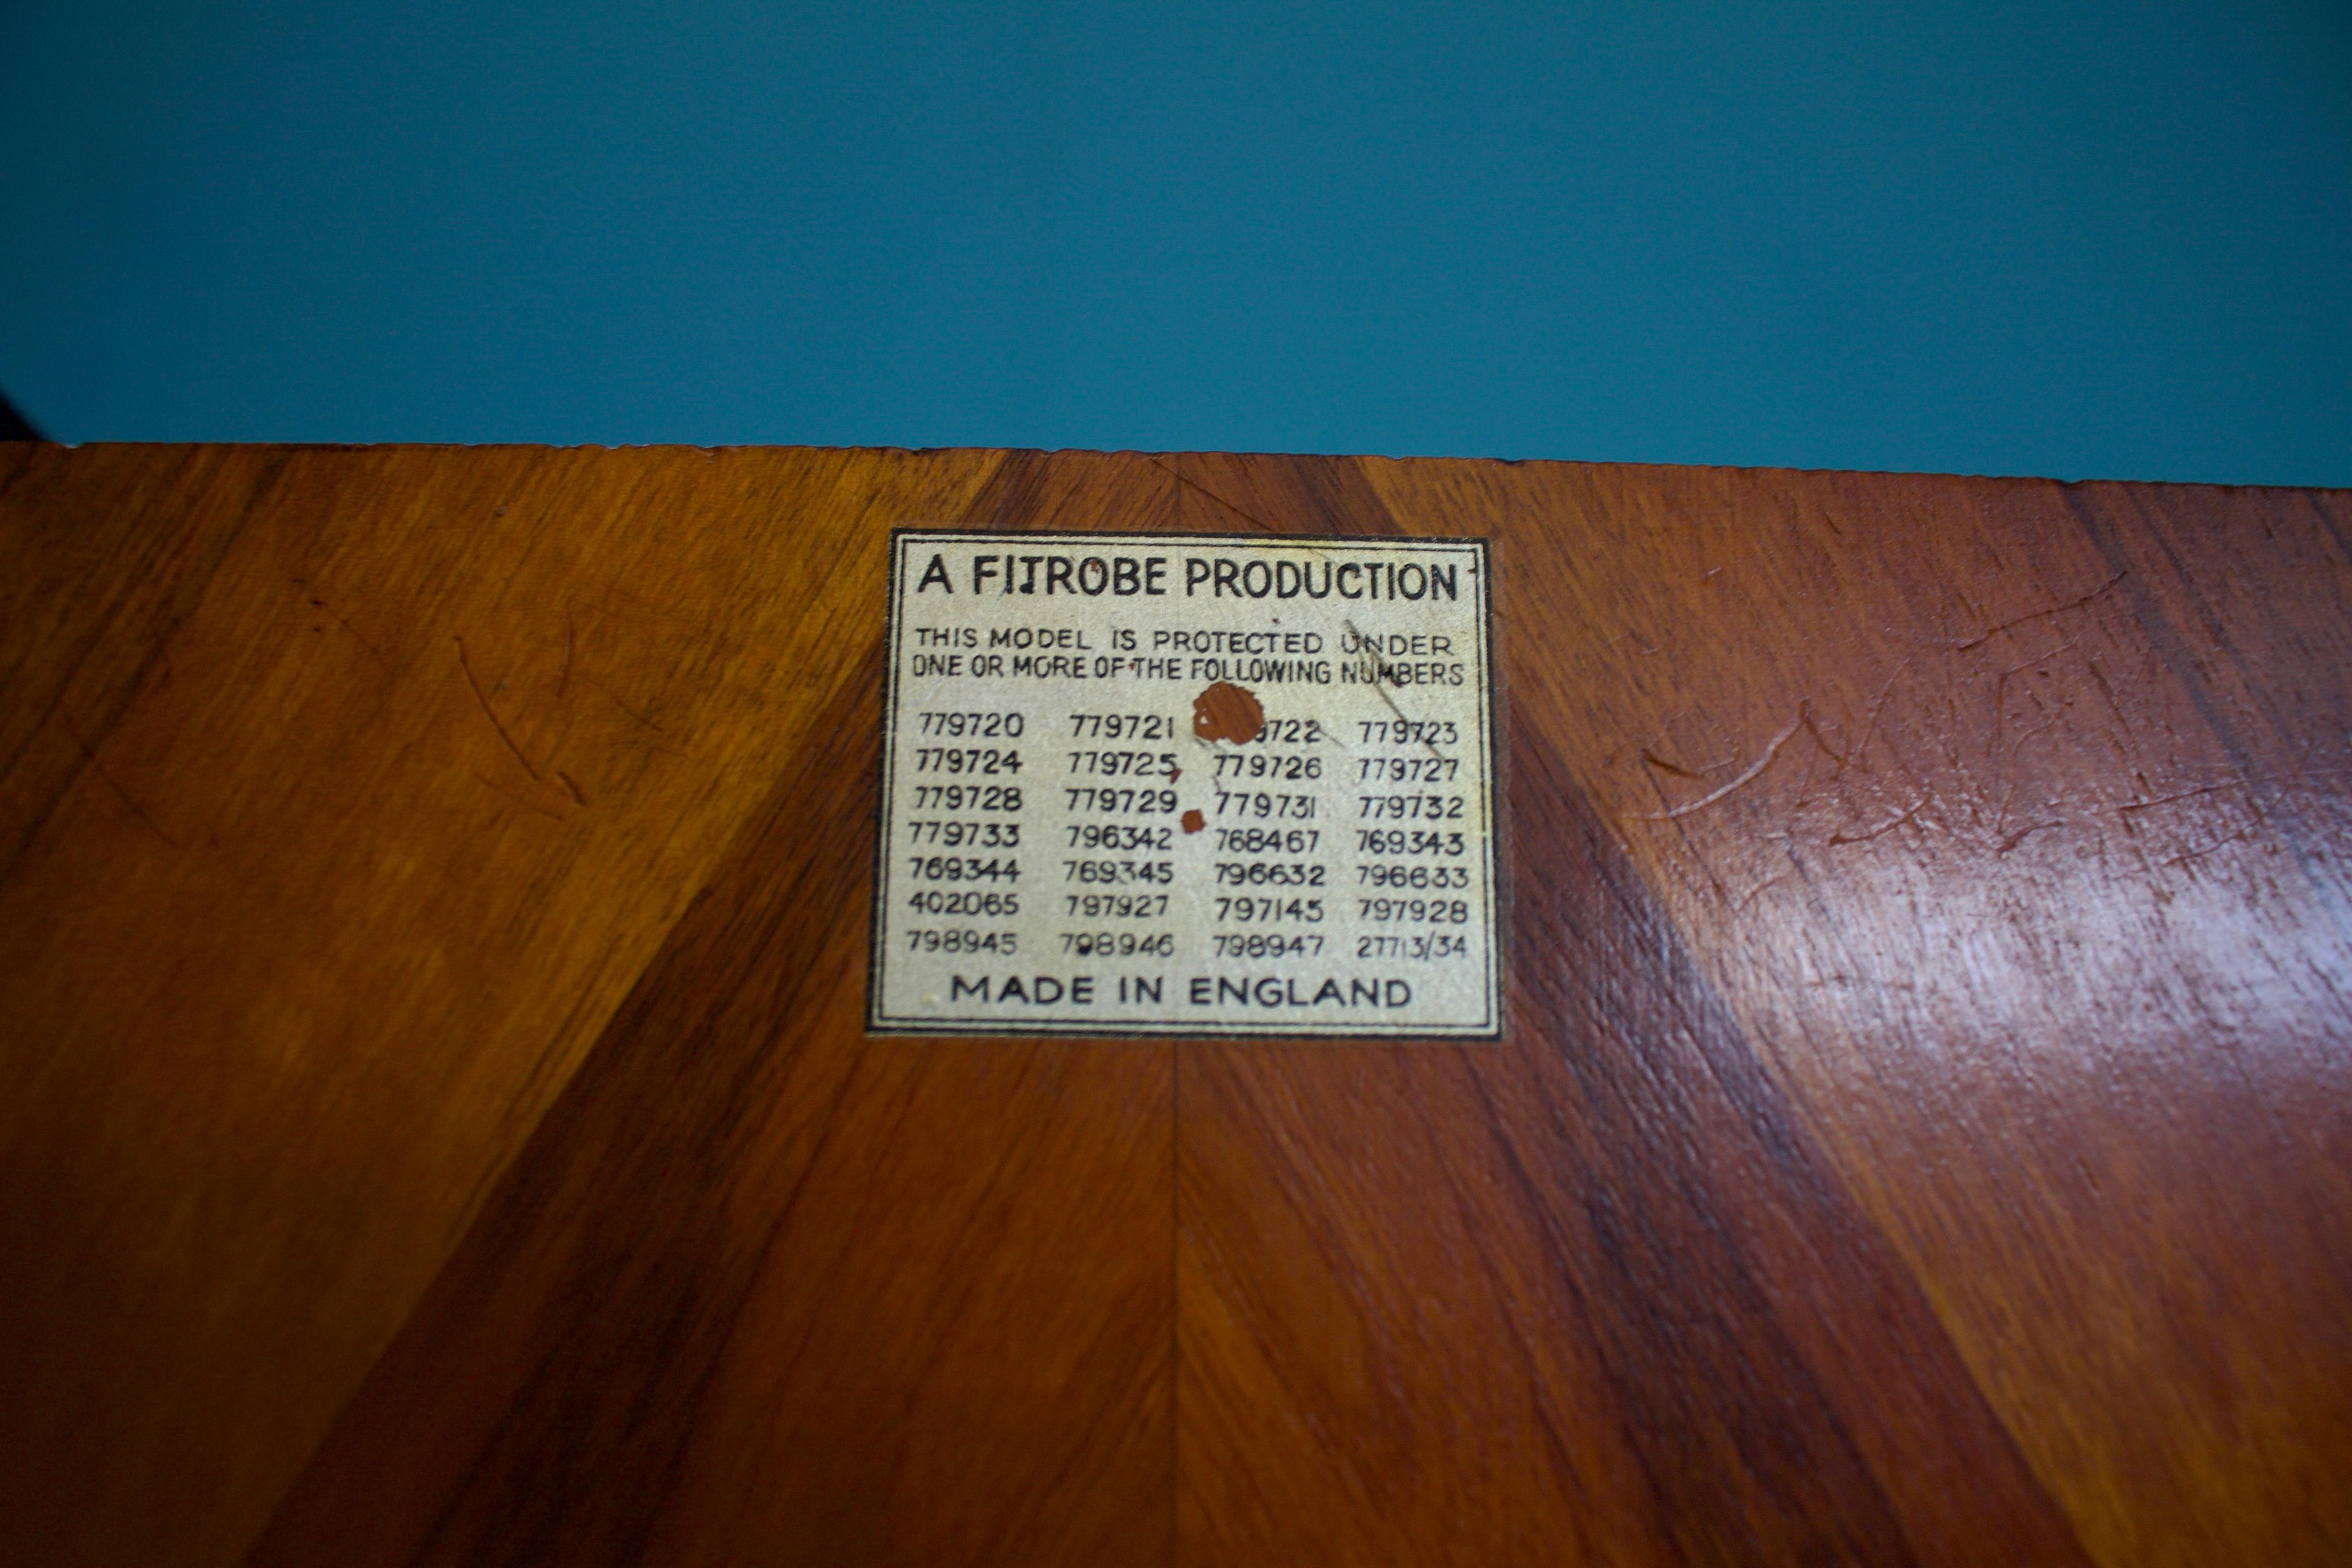 A FITROBE PRODUCTION
THIS MODEL IS PROTECTED UNDER
ONE OR MORE OF THE FOLLOWING NUMBERS
779720 779721 722 779723
779724 779725 779726 779727
779728 779729 779731 779732
779733 796342 768467 769343
769344 769345 796632 796633
402065 797927 797145 797928
798945 798946 798947 27713/34
MADE IN ENGLAND